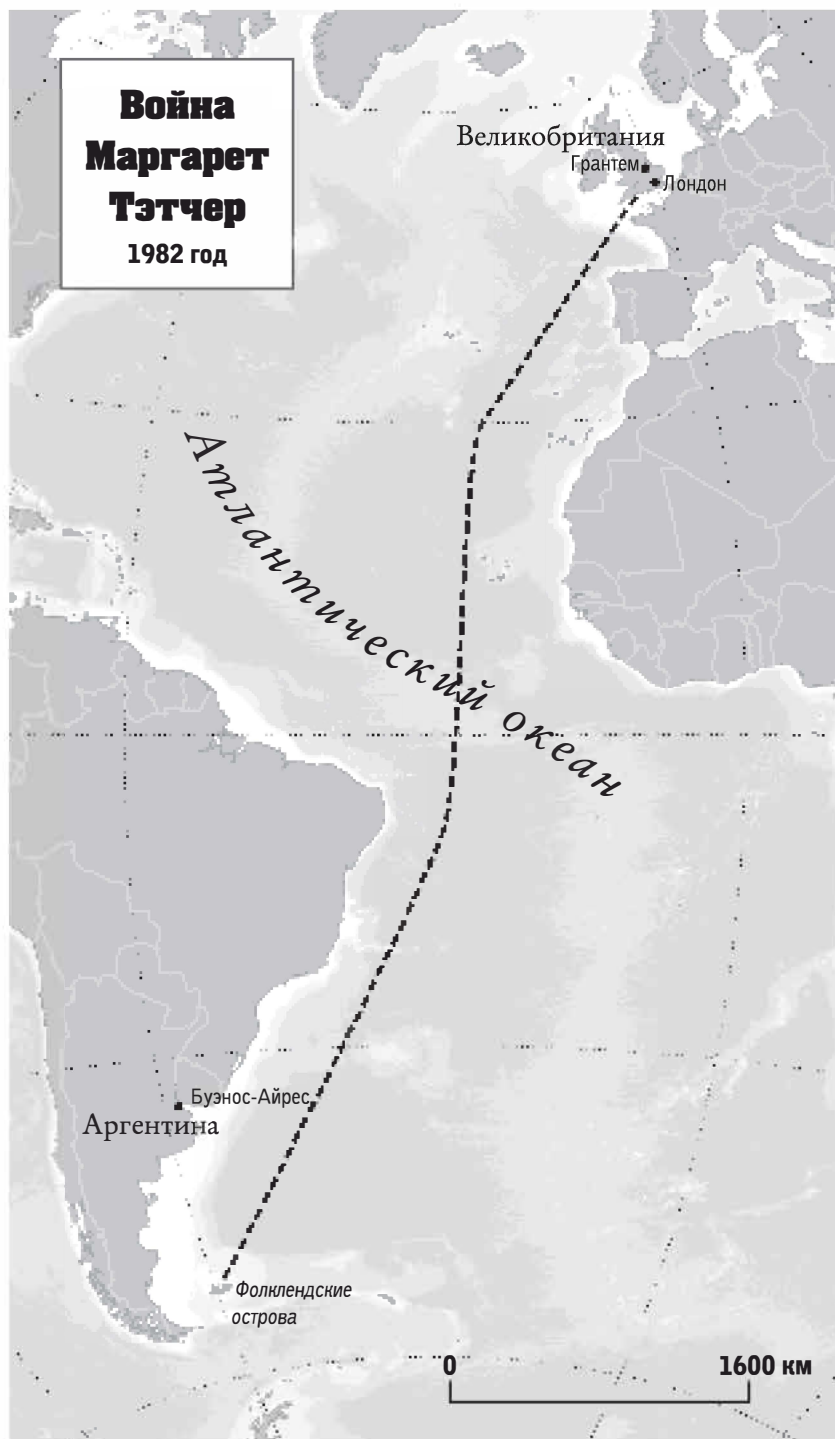 Война
Маргарет
Тэтчер
1982 год
Великобритания
Грантем
Лондон
Атлантический океан
Буэнос-Айрес
Аргентина
Фолклендские
острова
0
1600 км